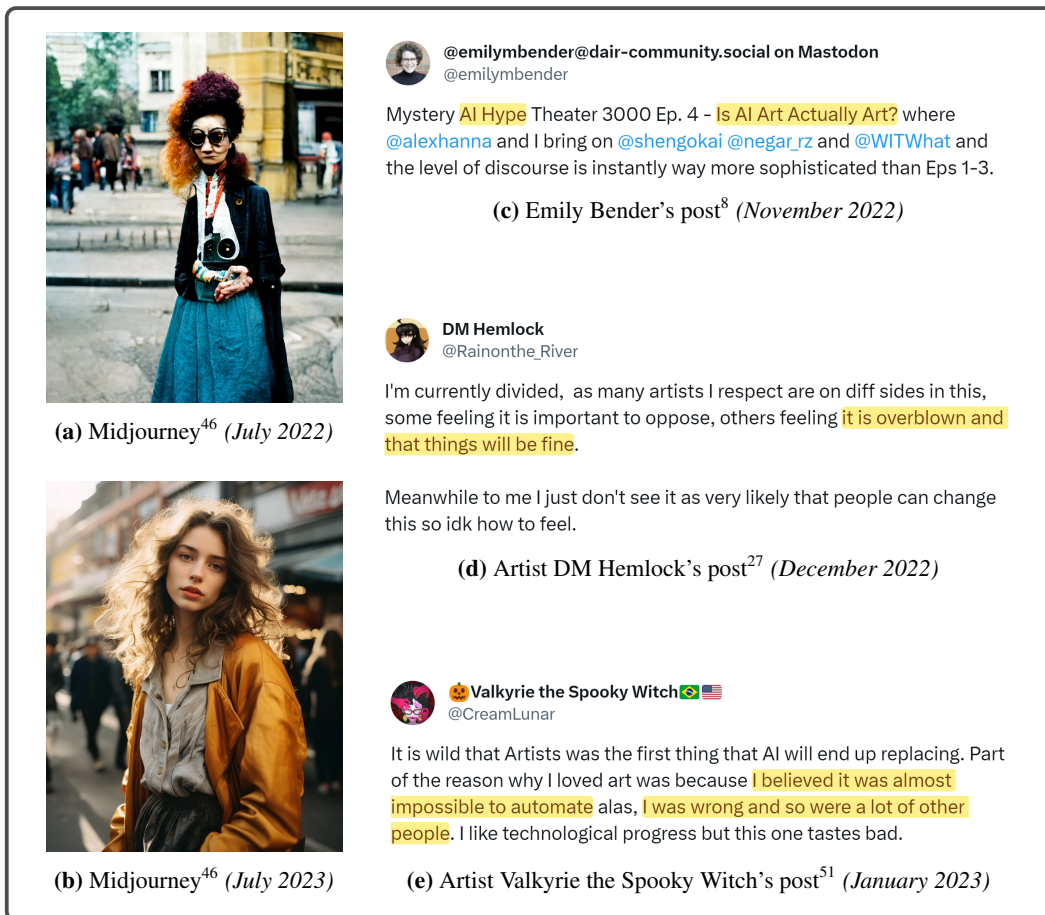 (a) Midjourney46 (July 2022)
(b) Midjourney46 (July 2023)
@emilymbender@dair-community.social on Mastodon
@emilymbender
Mystery AI Hype Theater 3000 Ep. 4 - Is AI Art Actually Art? where
@alexhanna and I bring on @shengokai @negar_rz and @WITWhat and
the level of discourse is instantly way more sophisticated than Eps 1-3.
(c) Emily Bender's post8 (November 2022)
DM Hemlock
@Rainonthe_River
I'm currently divided, as many artists I respect are on diff sides in this,
some feeling it is important to oppose, others feeling it is overblown and
that things will be fine.
Meanwhile to me I just don't see it as very likely that people can change
this so idk how to feel.
(d) Artist DM Hemlock's post27 (December 2022)
🎃Valkyrie the Spooky Witch🇧🇷🇺🇸
@CreamLunar
It is wild that Artists was the first thing that AI will end up replacing. Part
of the reason why I loved art was because I believed it was almost
impossible to automate alas, I was wrong and so were a lot of other
people. I like technological progress but this one tastes bad.
(e) Artist Valkyrie the Spooky Witch's post51 (January 2023)